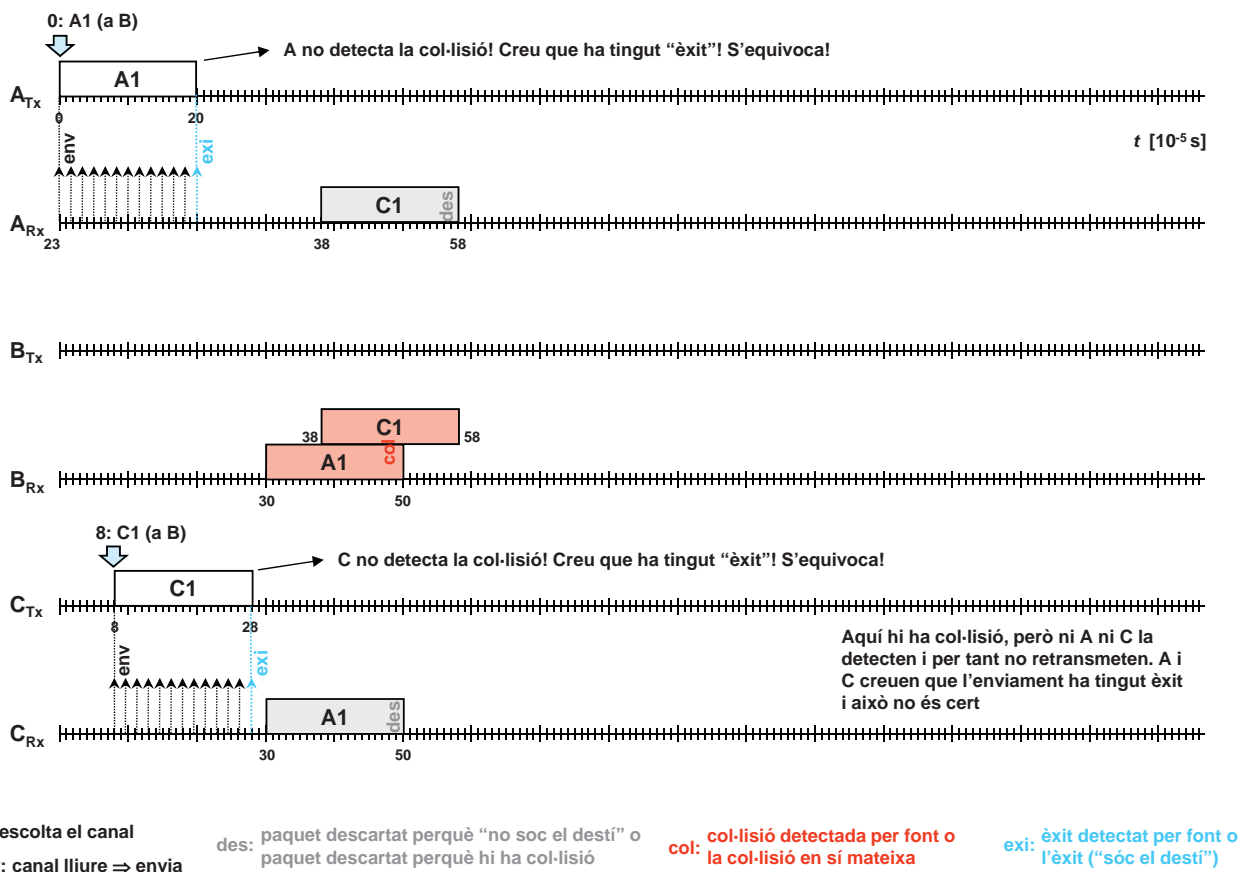 0: A1 (a B)
A no detecta la col·lisió! Creu que ha tingut “èxit”! S’equivoca!
A1
ATx
0
20
env
exi
t [10-5 s]
C1
des
ARx
23
38
58
BTx
C1
38
58
col
A1
BRx
30
50
8: C1 (a B)
C no detecta la col·lisió! Creu que ha tingut “èxit”! S’equivoca!
C1
CTx
8
28
env
exi
Aquí hi ha col·lisió, però ni A ni C la
detecten i per tant no retransmeten. A i
C creuen que l’enviament ha tingut èxit
i això no és cert
A1
des
CRx
30
50
escolta el canal
: canal lliure ⇒ envia
des: paquet descartat perquè “no soc el destí” o
paquet descartat perquè hi ha col·lisió
col: col·lisió detectada per font o
la col·lisió en sí mateixa
exi: èxit detectat per font o
l’èxit (“sóc el destí”)